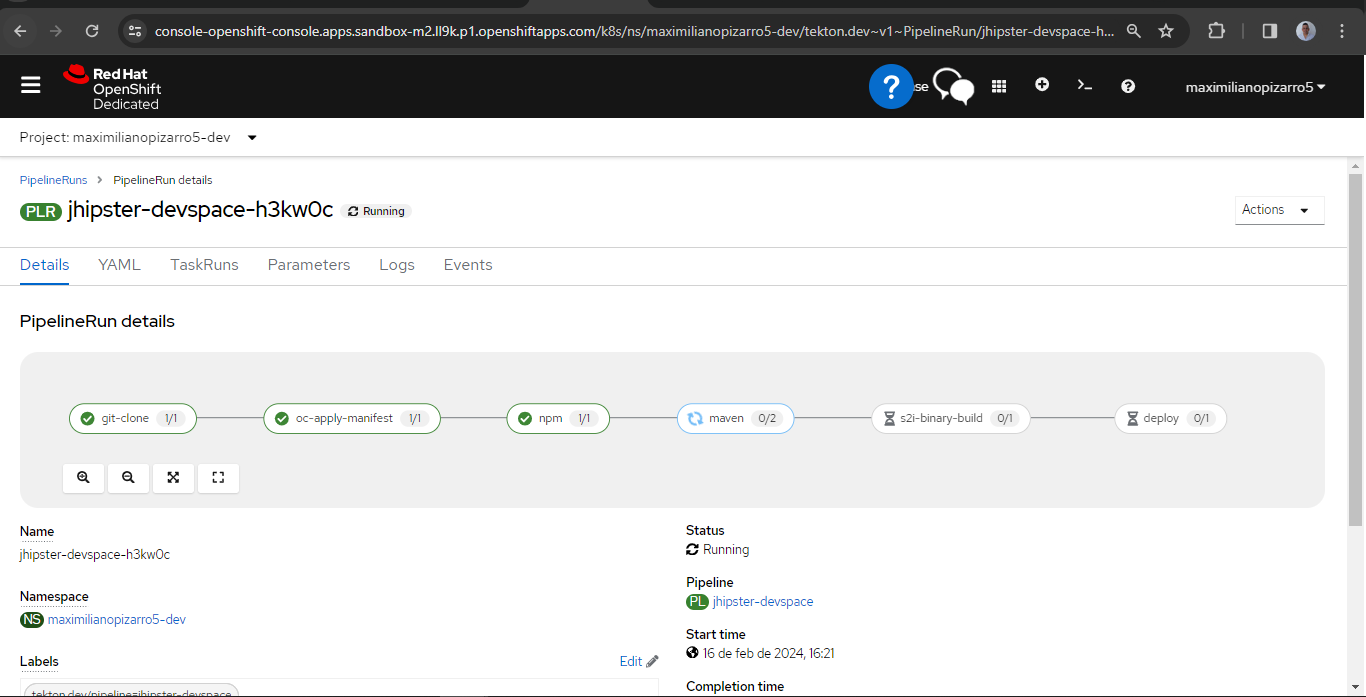 console-openshift-console.apps.sandbox-m2.ll9k.p1.openshiftapps.com/k8s/ns/maximilianopizarro5-dev/tekton.dev~v1~PipelineRun/jhipster-devspace-h...
Red Hat
OpenShift
Dedicated
? se
maximilianopizarro5
Project: maximilianopizarro5-dev
PipelineRuns > PipelineRun details
PLR jhipster-devspace-h3kw0c Running
Actions
Details YAML TaskRuns Parameters Logs Events
PipelineRun details
git-clone 1/1 oc-apply-manifest 1/1 npm 1/1 maven 0/2 s2i-binary-build 0/1 deploy 0/1
Name
jhipster-devspace-h3kw0c
Namespace
NS maximilianopizarro5-dev
Labels Edit
tekton.dev/pipeline=jhipster-devspace
Status
Running
Pipeline
PL jhipster-devspace
Start time
16 de feb de 2024, 16:21
Completion time